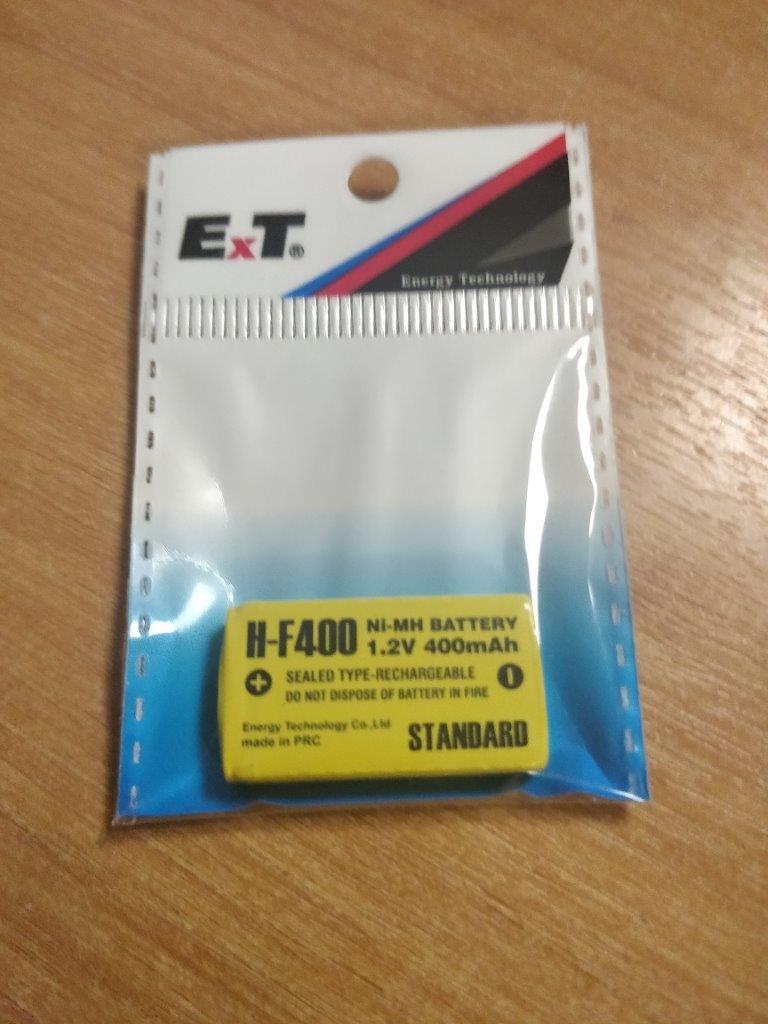 ExT®
Energy Technology
H-F400 Ni-MH BATTERY
1.2V 400mAh
SEALED TYPE-RECHARGEABLE
DO NOT DISPOSE OF BATTERY IN FIRE
Energy Technology Co.,Ltd
made in PRC
STANDARD